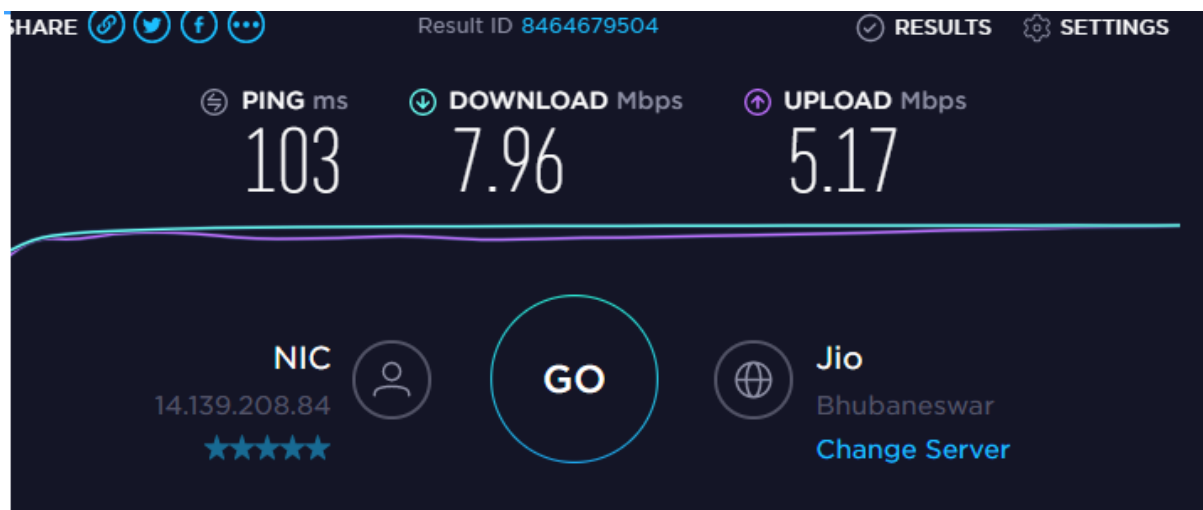 SHARE Result ID 8464679504 RESULTS SETTINGS
PING ms DOWNLOAD Mbps UPLOAD Mbps
103 7.96 5.17
NIC GO Jio
14.139.208.84 Bhubaneswar
Change Server